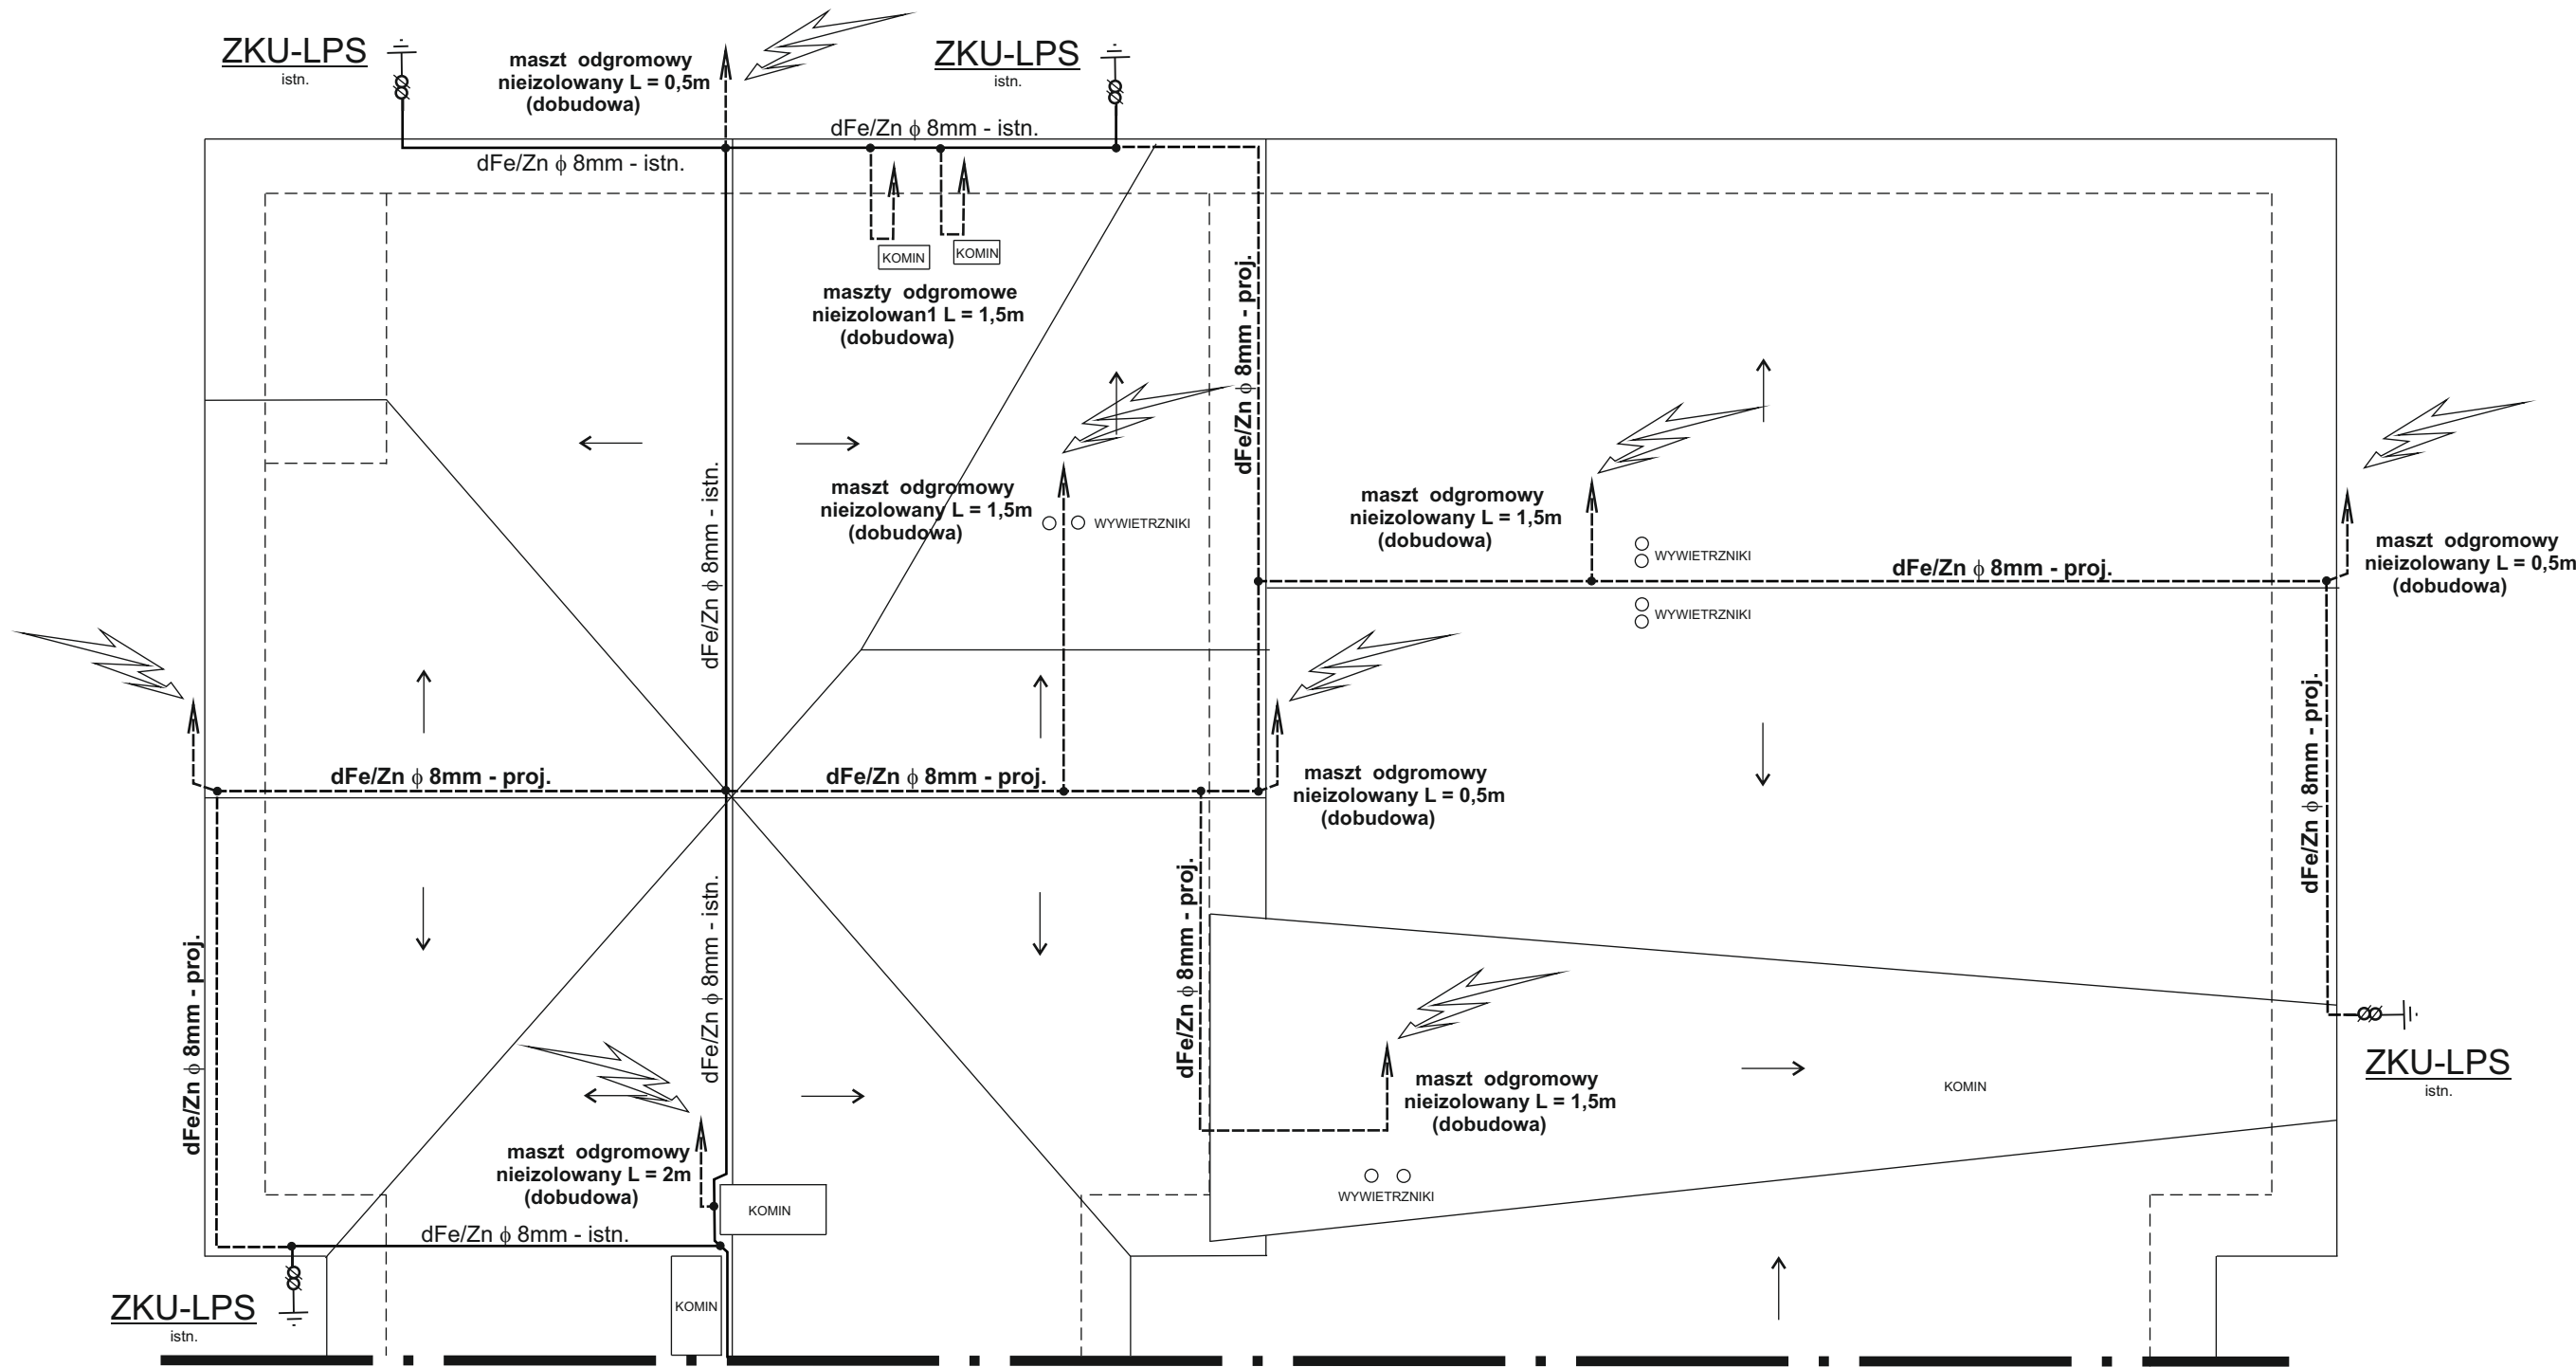 ZKU-LPS
istn.
maszt odgromowy
nieizolowany L = 0,5m
(dobudowa)
ZKU-LPS
istn.
dFe/Zn ϕ 8mm - istn.
dFe/Zn ϕ 8mm - istn.
KOMIN
KOMIN
maszty odgromowe
nieizolowan1 L = 1,5m
(dobudowa)
dFe/Zn ϕ 8mm - proj.
dFe/Zn ϕ 8mm - istn.
maszt odgromowy
nieizolowany L = 1,5m
(dobudowa)
WYWIETRZNIKI
maszt odgromowy
nieizolowany L = 1,5m
(dobudowa)
WYWIETRZNIKI
dFe/Zn ϕ 8mm - proj.
WYWIETRZNIKI
maszt odgromowy
nieizolowany L = 0,5m
(dobudowa)
dFe/Zn ϕ 8mm - proj.
dFe/Zn ϕ 8mm - proj.
dFe/Zn ϕ 8mm - proj.
maszt odgromowy
nieizolowany L = 0,5m
(dobudowa)
dFe/Zn ϕ 8mm - proj.
dFe/Zn ϕ 8mm - istn.
dFe/Zn ϕ 8mm - proj.
maszt odgromowy
nieizolowany L = 1,5m
(dobudowa)
KOMIN
ZKU-LPS
istn.
maszt odgromowy
nieizolowany L = 2m
(dobudowa)
KOMIN
WYWIETRZNIKI
dFe/Zn ϕ 8mm - istn.
KOMIN
ZKU-LPS
istn.